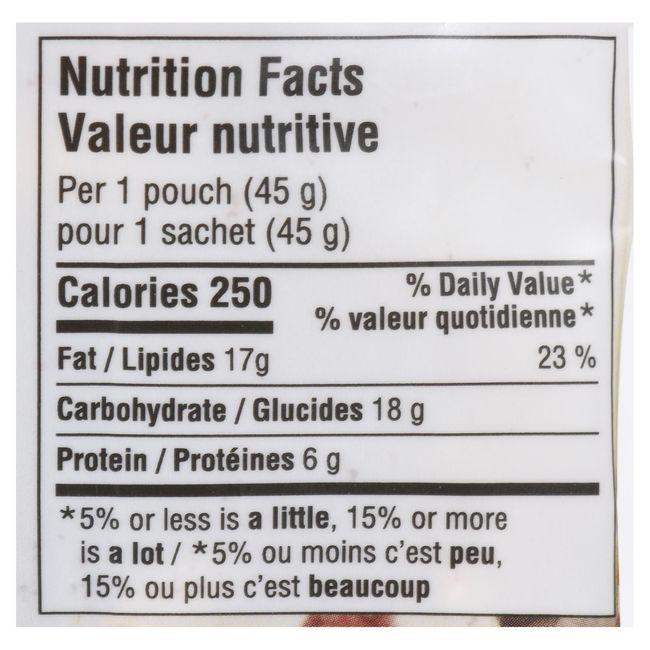 Nutrition Facts
Valeur nutritive
Per 1 pouch (45 g)
pour 1 sachet (45 g)
Calories 250
% Daily Value*
% valeur quotidienne*
Fat / Lipides 17g 23 %
Carbohydrate / Glucides 18 g
Protein / Protéines 6 g
*5% or less is a little, 15% or more
is a lot / *5% ou moins c'est peu,
15% ou plus c'est beaucoup